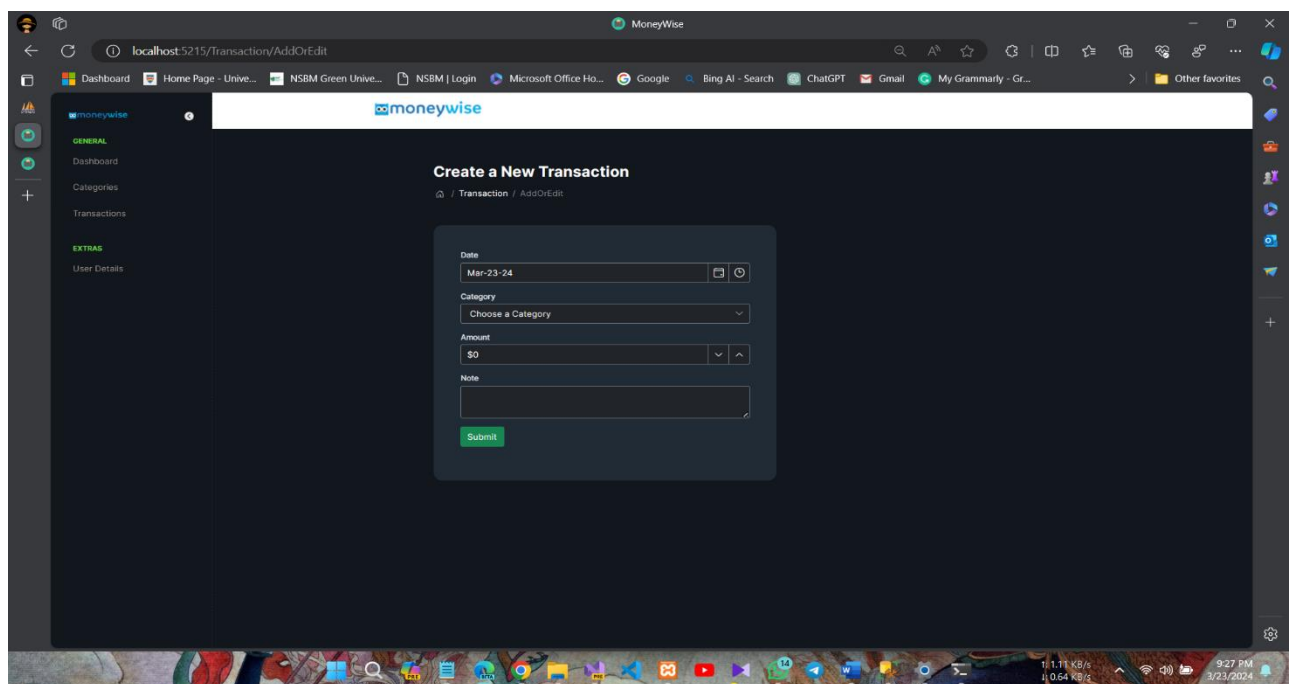 MoneyWise
localhost:5215/Transaction/AddOrEdit
Dashboard Home Page - Unive... NSBM Green Unive... NSBM | Login Microsoft Office Ho... Google Bing AI - Search ChatGPT Gmail My Grammarly - Gr... Other favorites
moneywise
moneywise
GENERAL
Dashboard
Categories
Transactions
EXTRAS
User Details
Create a New Transaction
/ Transaction / AddOrEdit
Date
Mar-23-24
Category
Choose a Category
Amount
$0
Note
Submit
14
1.11 KB/s
0.64 KB/s
9:27 PM
3/23/2024